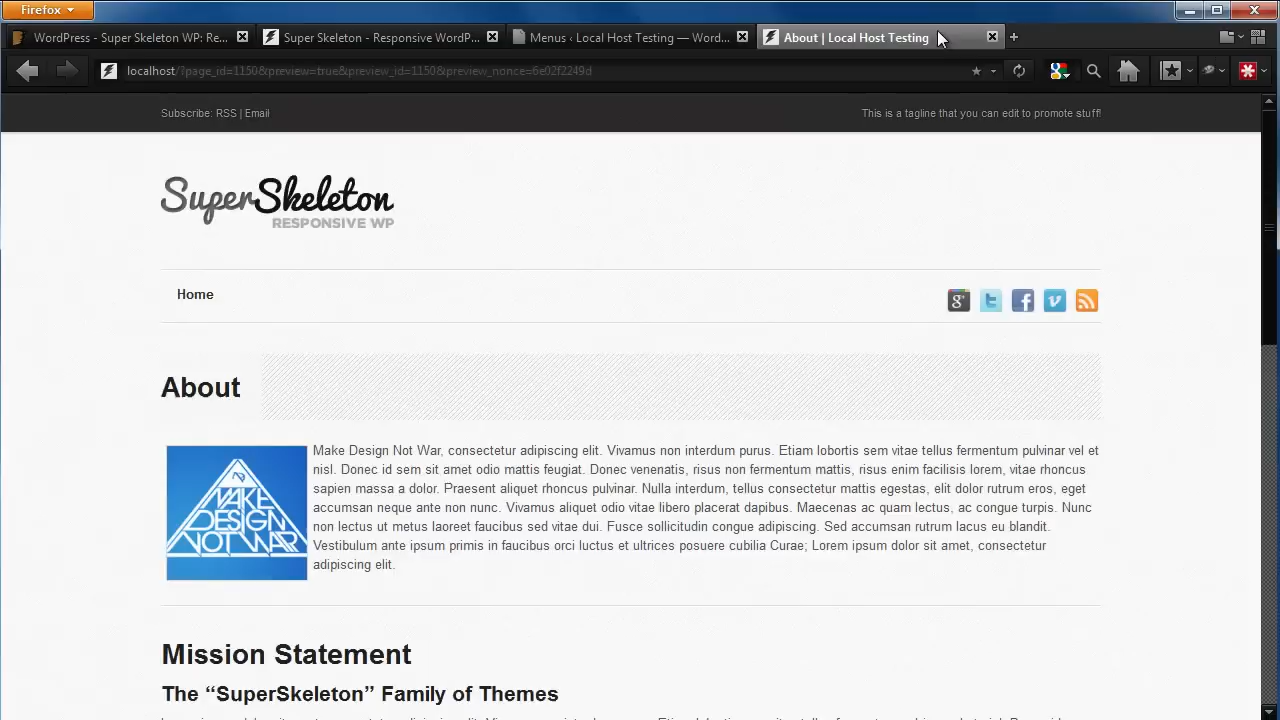 Firefox
WordPress - Super Skeleton WP: Re...
Super Skeleton - Responsive WordP...
Menus ‹ Local Host Testing — Word...
About | Local Host Testing
localhost/?page_id=1150&preview=true&preview_id=1150&preview_nonce=6e02f2249d
Subscribe: RSS | Email
This is a tagline that you can edit to promote stuff!
SuperSkeleton
RESPONSIVE WP
Home
About
Make Design Not War, consectetur adipiscing elit. Vivamus non interdum purus. Etiam lobortis sem vitae tellus fermentum pulvinar vel et
nisl. Donec id sem sit amet odio mattis feugiat. Donec venenatis, risus non fermentum mattis, risus enim facilisis lorem, vitae rhoncus
sapien massa a dolor. Praesent aliquet rhoncus pulvinar. Nulla interdum, tellus consectetur mattis egestas, elit dolor rutrum eros, eget
accumsan neque ante non nunc. Vivamus aliquet odio vitae libero placerat dapibus. Maecenas ac quam lectus, ac congue turpis. Nunc
non lectus ut metus laoreet faucibus sed vitae dui. Fusce sollicitudin congue adipiscing. Sed accumsan rutrum lacus eu blandit.
Vestibulum ante ipsum primis in faucibus orci luctus et ultrices posuere cubilia Curae; Lorem ipsum dolor sit amet, consectetur
adipiscing elit.
MAKE
DESIGN
NOT WAR
Mission Statement
The “SuperSkeleton” Family of Themes